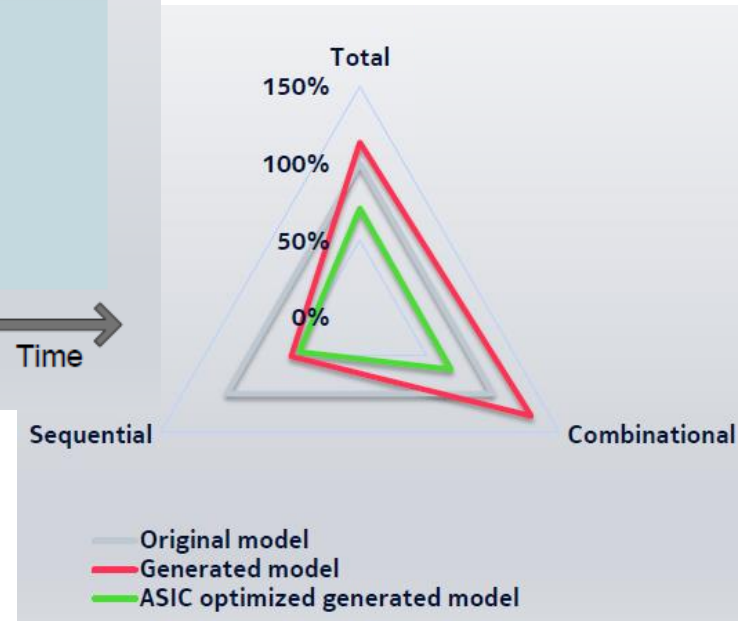 Total
150%
100%
50%
0%
Time
Sequential
Combinational
Original model
Generated model
ASIC optimized generated model